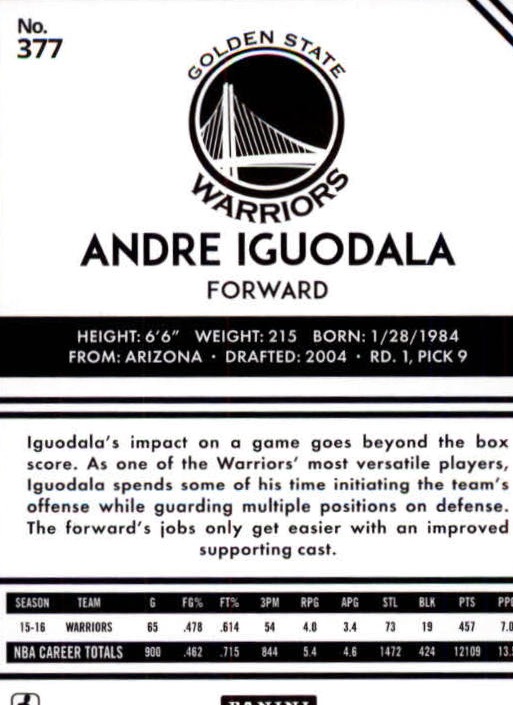 No.
377
GOLDEN STATE
WARRIORS
ANDRE IGUODALA
FORWARD
HEIGHT: 6'6" WEIGHT: 215 BORN: 1/28/1984
FROM: ARIZONA · DRAFTED: 2004 · RD. 1, PICK 9
Iguodala's impact on a game goes beyond the box
score. As one of the Warriors' most versatile players,
Iguodala spends some of his time initiating the team's
offense while guarding multiple positions on defense.
The forward's jobs only get easier with an improved
supporting cast.
SEASON TEAM G FG% FT% 3PM RPG APG STL BLK PTS PPG
15-16 WARRIORS 65 .478 .614 54 4.0 3.4 73 19 457 7.0
NBA CAREER TOTALS 900 .462 .715 844 5.4 4.6 1472 424 12109 13.5
PANINI